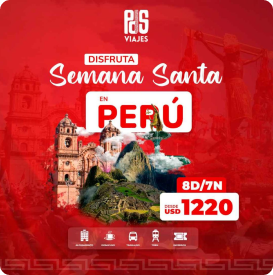 PdS
VIAJES
DISFRUTA
Semana Santa
EN
PERÚ
8D/7N
DESDE
USD 1220